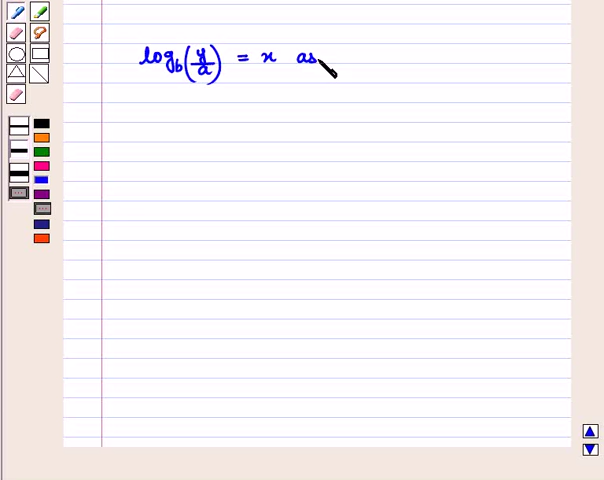 log_b(y/a) = x as